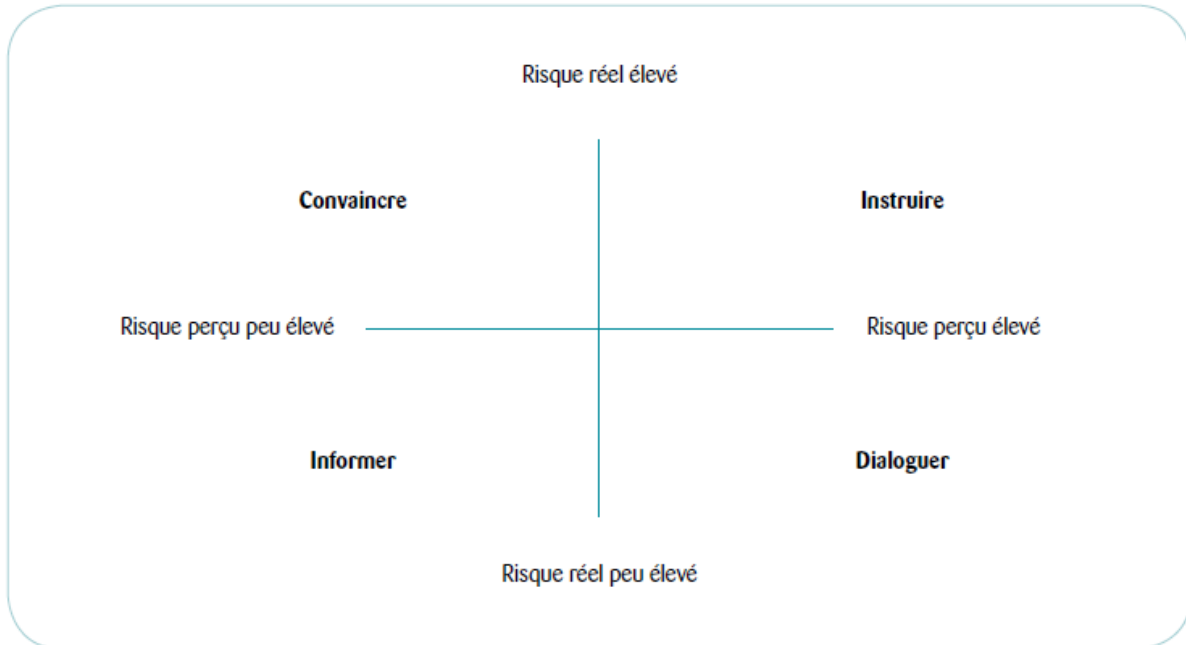 Risque réel élevé
Convaincre
Instruire
Risque perçu peu élevé
Risque perçu élevé
Informer
Dialoguer
Risque réel peu élevé